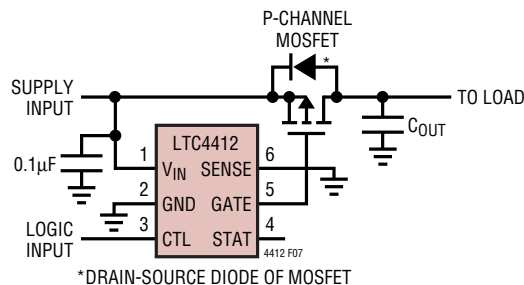 P-CHANNEL
MOSFET
*
SUPPLY
INPUT
TO LOAD
COUT
0.1µF
LTC4412
1
VIN
SENSE
6
2
GND
GATE
5
LOGIC
INPUT
3
CTL
STAT
4
4412 F07
*DRAIN-SOURCE DIODE OF MOSFET